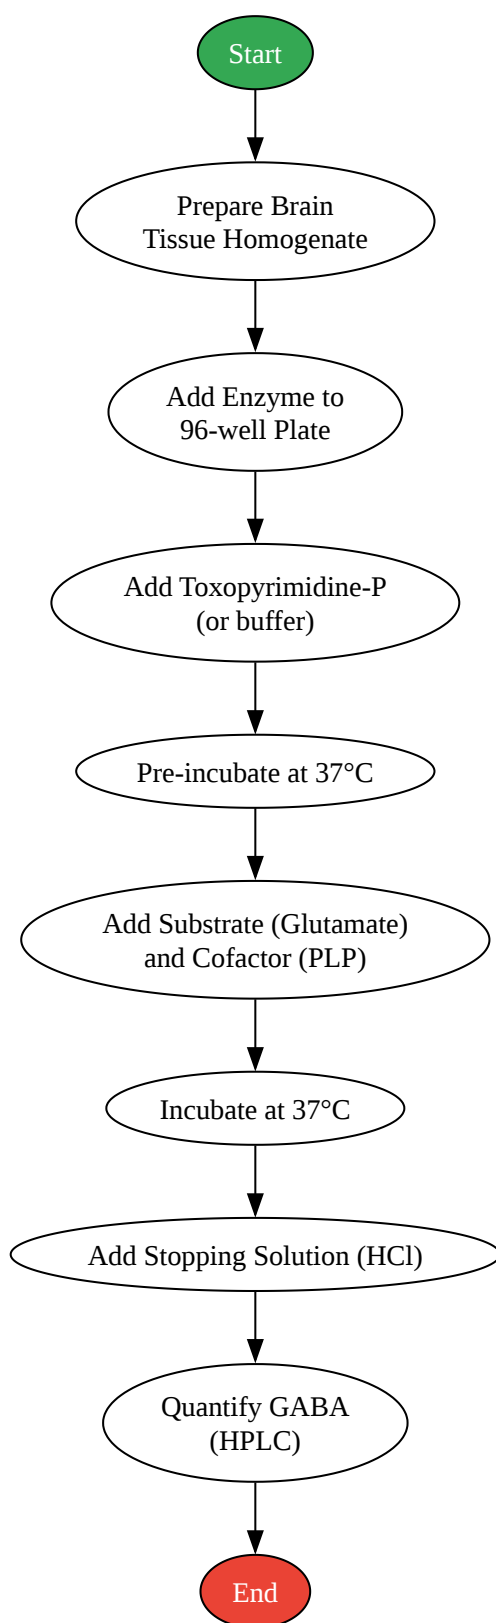 Start
Prepare Brain
Tissue Homogenate
Add Enzyme to
96-well Plate
Add Toxopyrimidine-P
(or buffer)
Pre-incubate at 37°C
Add Substrate (Glutamate)
and Cofactor (PLP)
Incubate at 37°C
Add Stopping Solution (HCl)
Quantify GABA
(HPLC)
End